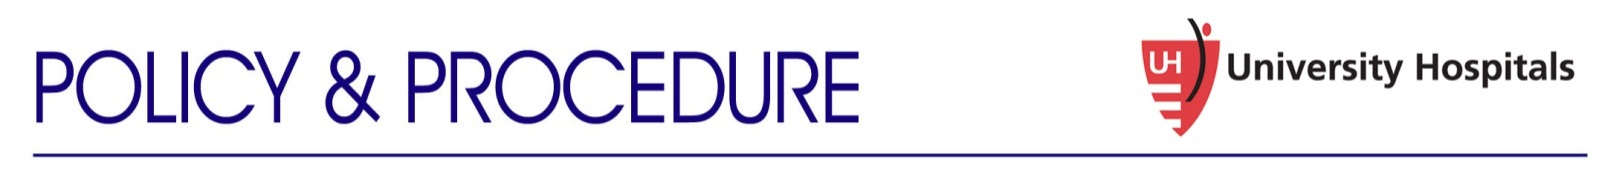 POLICY & PROCEDURE
UH University Hospitals